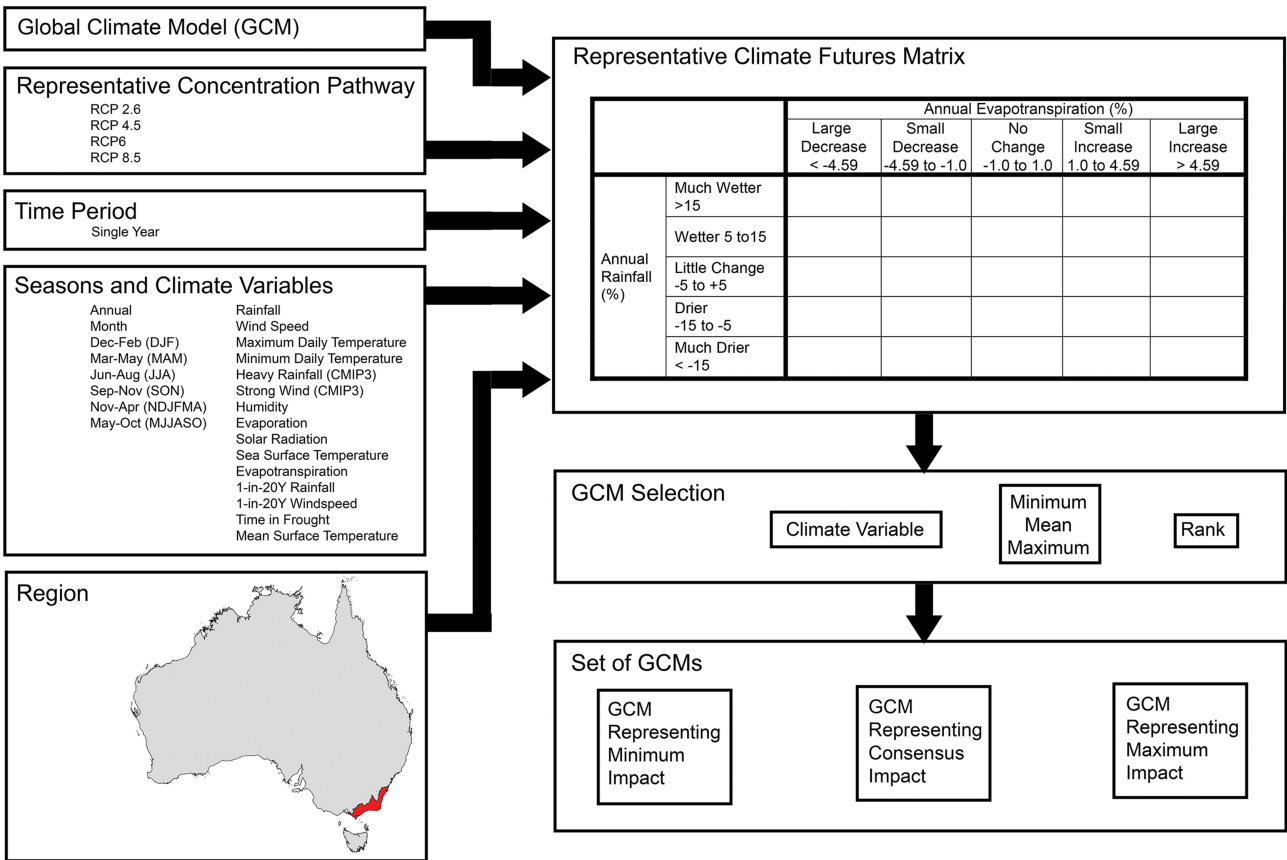 Global Climate Model (GCM)
Representative Concentration Pathway
RCP 2.6
RCP 4.5
RCP6
RCP 8.5
Time Period
Single Year
Seasons and Climate Variables
Annual
Month
Dec-Feb (DJF)
Mar-May (MAM)
Jun-Aug (JJA)
Sep-Nov (SON)
Nov-Apr (NDJFMA)
May-Oct (MJJASO)
Rainfall
Wind Speed
Maximum Daily Temperature
Minimum Daily Temperature
Heavy Rainfall (CMIP3)
Strong Wind (CMIP3)
Humidity
Evaporation
Solar Radiation
Sea Surface Temperature
Evapotranspiration
1-in-20Y Rainfall
1-in-20Y Windspeed
Time in Frought
Mean Surface Temperature
Region
Representative Climate Futures Matrix
Annual Evapotranspiration (%)
Large
Decrease
< -4.59
Small
Decrease
-4.59 to -1.0
No
Change
-1.0 to 1.0
Small
Increase
1.0 to 4.59
Large
Increase
> 4.59
Annual
Rainfall
(%)
Much Wetter
>15
Wetter 5 to15
Little Change
-5 to +5
Drier
-15 to -5
Much Drier
< -15
GCM Selection
Climate Variable
Minimum
Mean
Maximum
Rank
Set of GCMs
GCM
Representing
Minimum
Impact
GCM
Representing
Consensus
Impact
GCM
Representing
Maximum
Impact